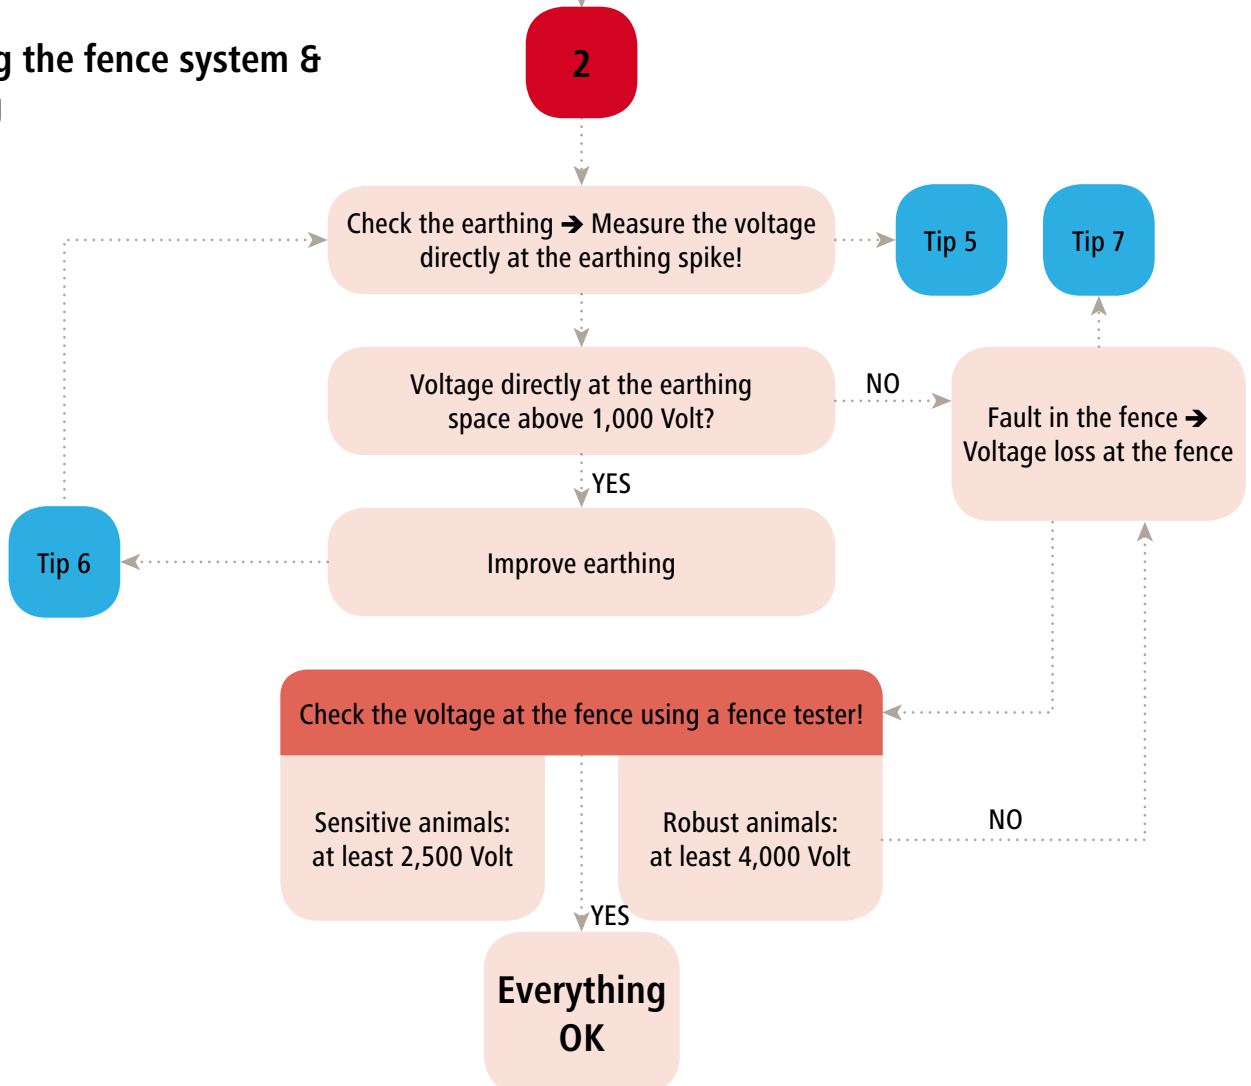 g the fence system &
2
Check the earthing ➔ Measure the voltage
directly at the earthing spike!
Tip 5
Tip 7
Voltage directly at the earthing
space above 1,000 Volt?
NO
Fault in the fence ➔
Voltage loss at the fence
YES
Tip 6
Improve earthing
Check the voltage at the fence using a fence tester!
Sensitive animals:
at least 2,500 Volt
Robust animals:
at least 4,000 Volt
NO
YES
Everything
OK